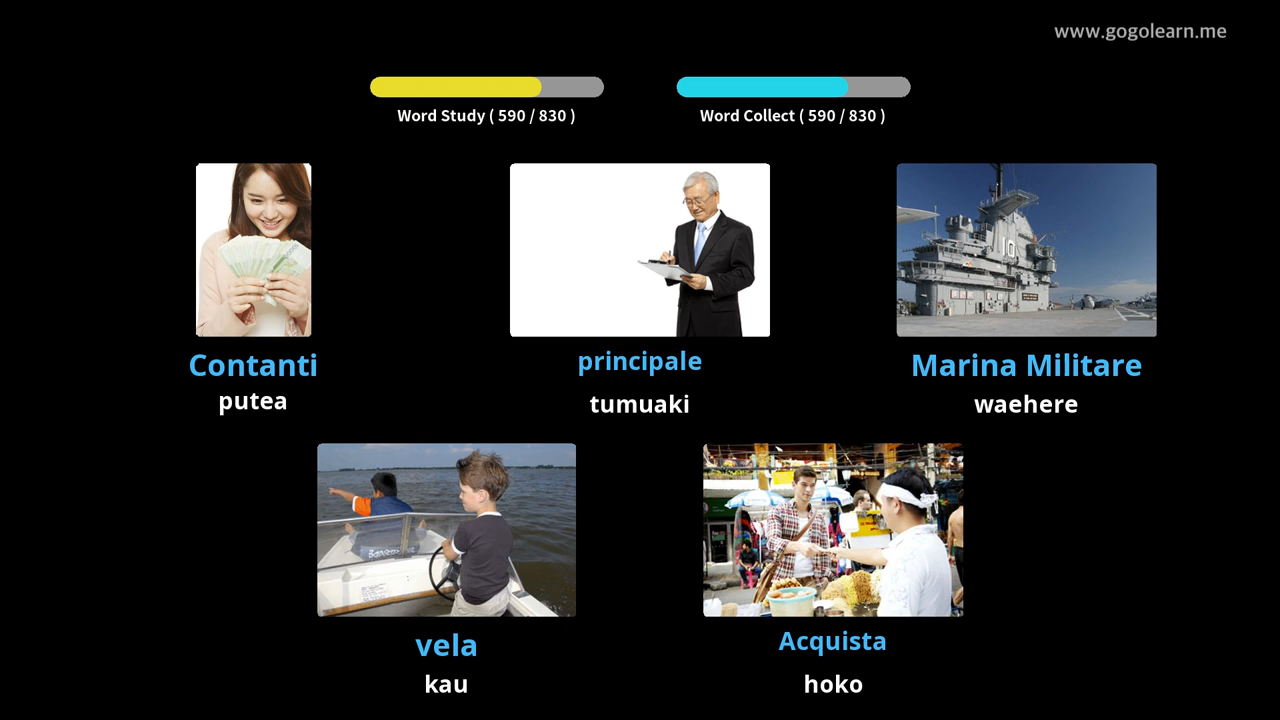 www.gogolearn.me
Word Study ( 590 / 830 )
Word Collect ( 590 / 830 )
Contanti
putea
principale
tumuaki
Marina Militare
waehere
vela
kau
Acquista
hoko